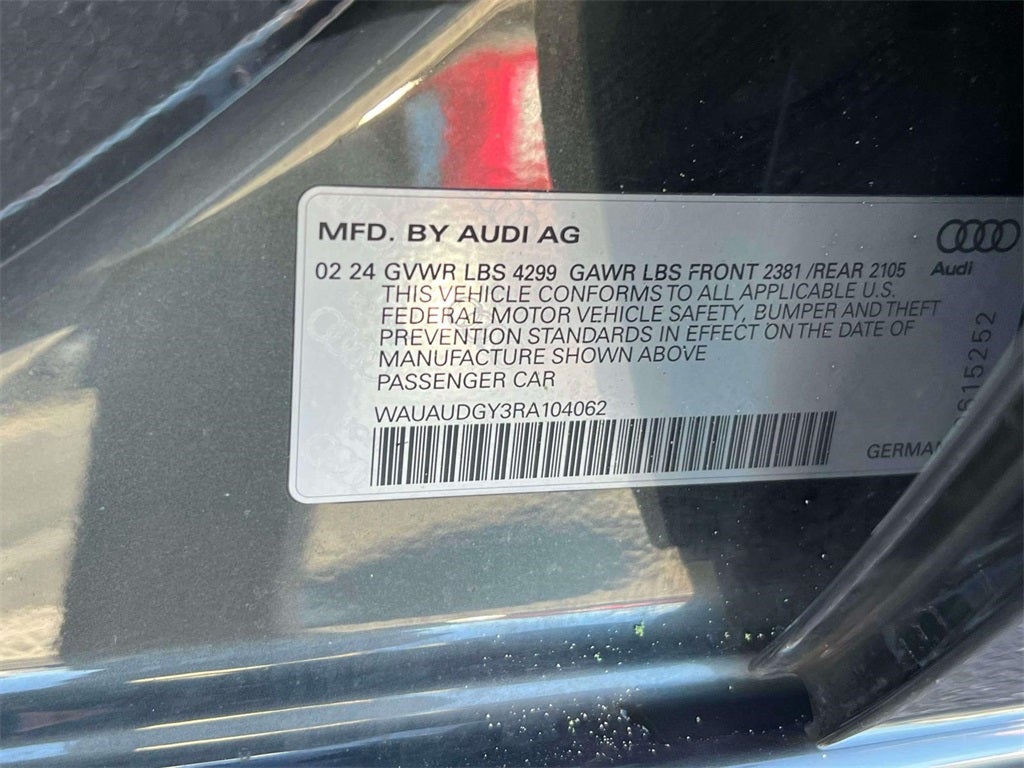 MFD. BY AUDI AG
Audi
02 24 GVWR LBS 4299 GAWR LBS FRONT 2381 /REAR 2105
THIS VEHICLE CONFORMS TO ALL APPLICABLE U.S.
FEDERAL MOTOR VEHICLE SAFETY, BUMPER AND THEFT
PREVENTION STANDARDS IN EFFECT ON THE DATE OF
MANUFACTURE SHOWN ABOVE
PASSENGER CAR
WAUAUDGY3RA104062